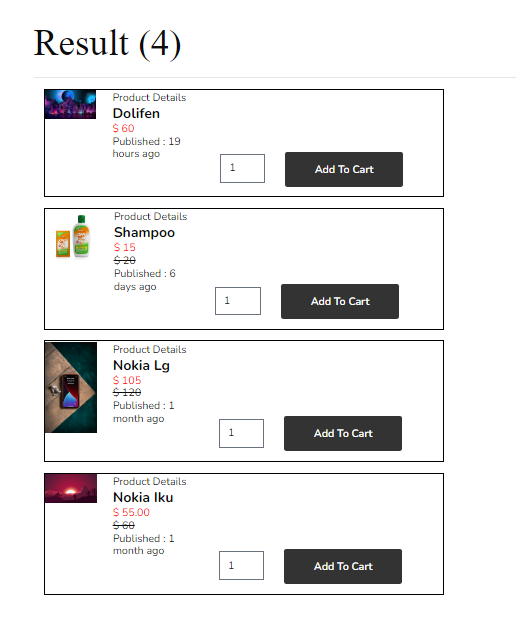 Result (4)
Product Details
Dolifen
$ 60
Published : 19
hours ago
1
Add To Cart
Product Details
Shampoo
$ 15
$ 20
Published : 6
days ago
1
Add To Cart
Product Details
Nokia Lg
$ 105
$ 120
Published : 1
month ago
1
Add To Cart
Product Details
Nokia Iku
$ 55.00
$ 60
Published : 1
month ago
1
Add To Cart